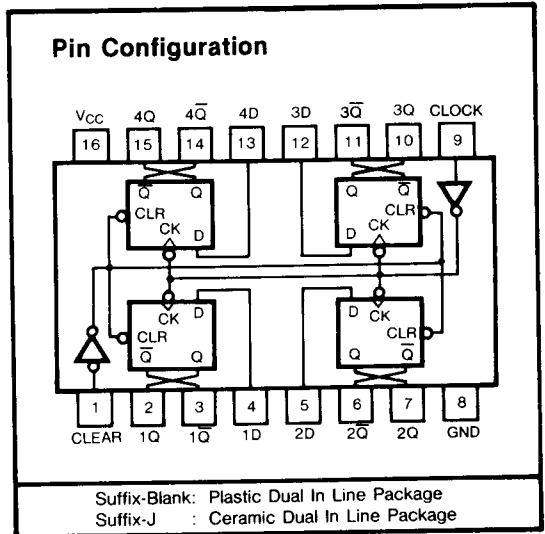 Pin Configuration
VCC 4Q 4Q̅ 4D 3D 3Q̅ 3Q CLOCK
16 15 14 13 12 11 10 9
Q̅ Q Q Q̅
CLR CLR
CK CK
D D
D D
CK CK
CLR CLR
Q̅ Q Q Q̅
1 2 3 4 5 6 7 8
CLEAR 1Q 1Q̅ 1D 2D 2Q̅ 2Q GND
Suffix-Blank: Plastic Dual In Line Package
Suffix-J : Ceramic Dual In Line Package